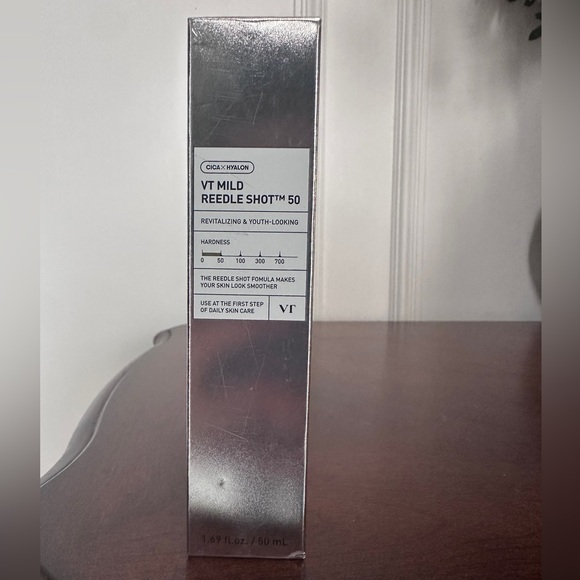 CICA×HYALON
VT MILD
REEDLE SHOT™ 50
REVITALIZING & YOUTH-LOOKING
HARDNESS
0 50 100 300 700
THE REEDLE SHOT FOMULA MAKES
YOUR SKIN LOOK SMOOTHER
USE AT THE FIRST STEP
OF DAILY SKIN CARE
VT
1.69 fl.oz. / 50 mL